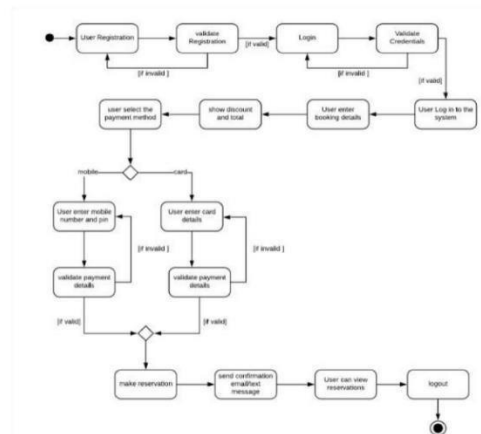 User Registration
validate
Registration
[if valid]
Login
Validate
Credentials
[if invalid ]
[if invalid ]
[if valid]
user select the
payment method
show discount
and total
User enter
booking details
User Log in to the
system
mobile
card
User enter mobile
number and pin
User enter card
details
[if invalid ]
[if invalid ]
validate payment
details
validate payment
details
[if valid]
[if valid]
make reservation
send confirmation
email/text
message
User can view
reservations
logout